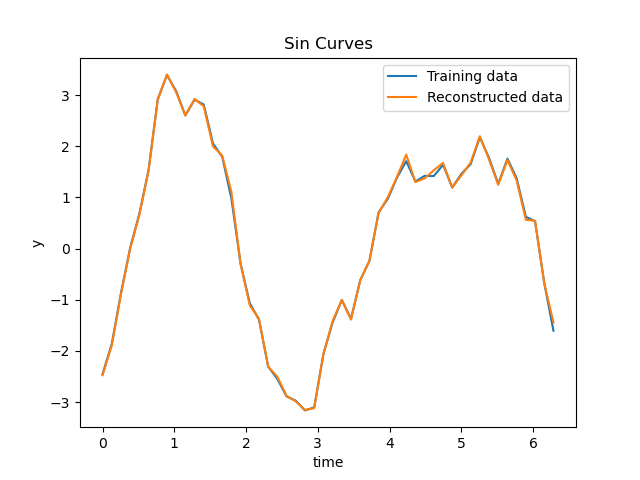 Sin Curves
Training data
Reconstructed data
3
2
1
0
−1
−2
−3
y
0 1 2 3 4 5 6
time